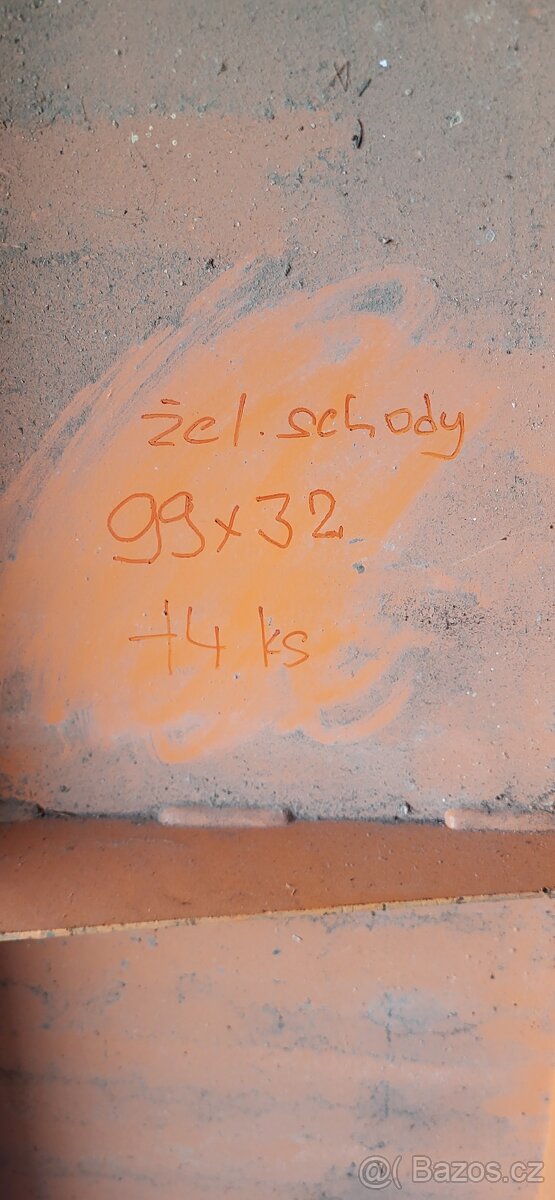 žel. schody
99x32
14 ks
@( Bazos.cz